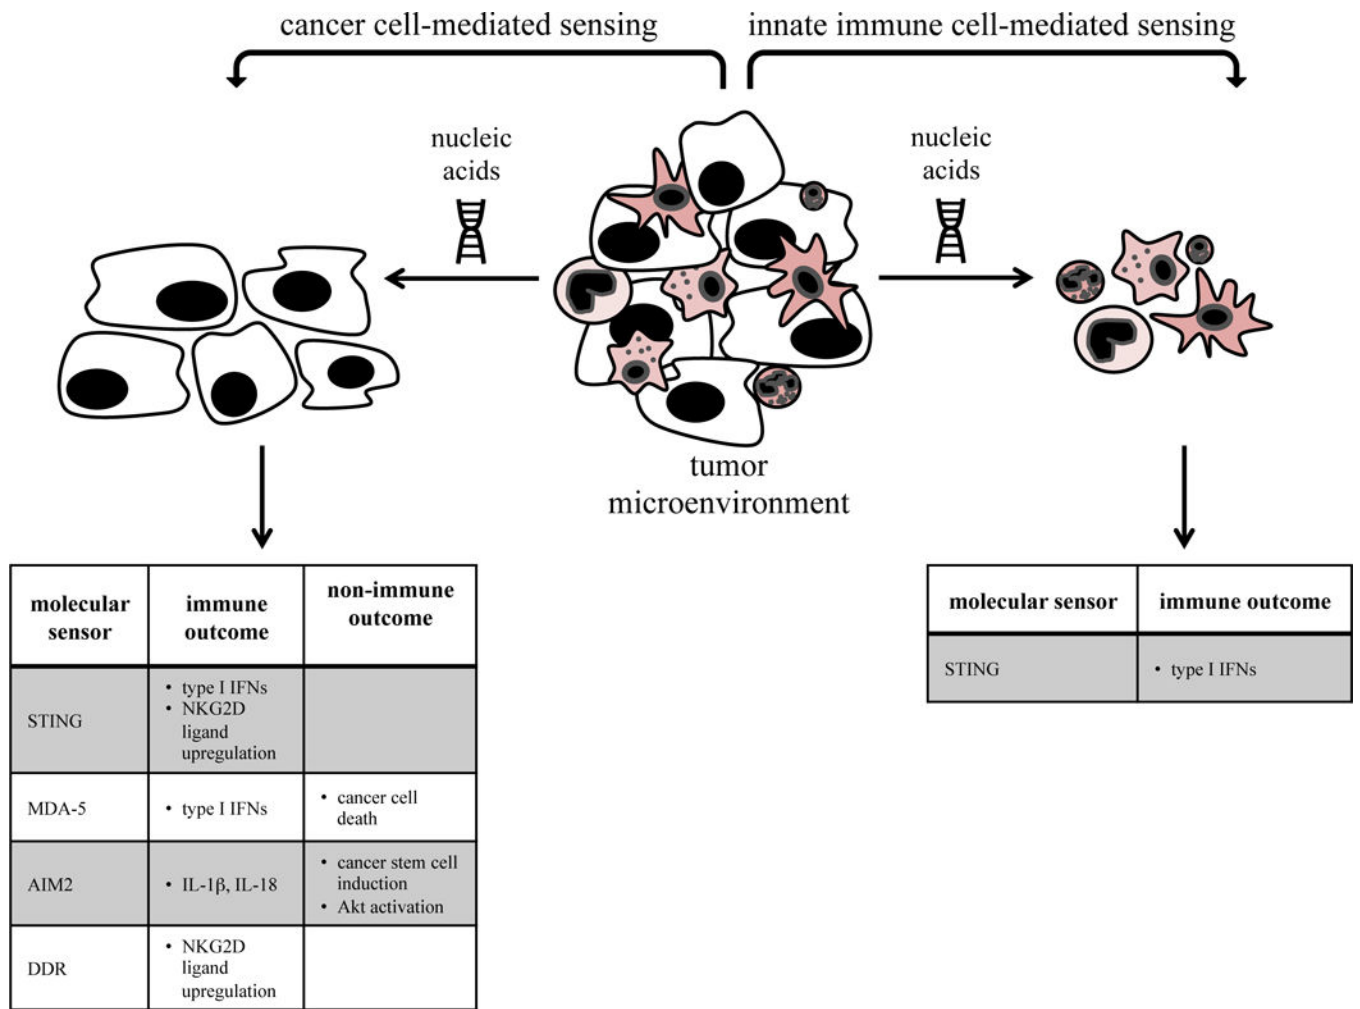 cancer cell-mediated sensing
innate immune cell-mediated sensing
nucleic
acids
nucleic
acids
tumor
microenvironment
molecular
sensor
immune
outcome
non-immune
outcome
STING
• type I IFNs
• NKG2D
ligand
upregulation
MDA-5
• type I IFNs
• cancer cell
death
AIM2
• IL-1β, IL-18
• cancer stem cell
induction
• Akt activation
DDR
• NKG2D
ligand
upregulation
molecular sensor
immune outcome
STING
• type I IFNs